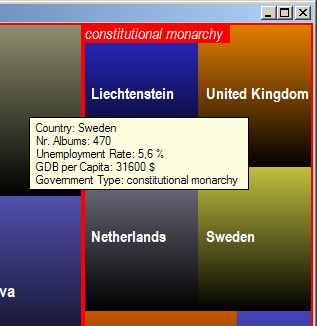 constitutional monarchy
Liechtenstein
United Kingdom
Country: Sweden
Nr. Albums: 470
Unemployment Rate: 5,6 %
GDB per Capita: 31600 $
Government Type: constitutional monarchy
Netherlands
Sweden
va